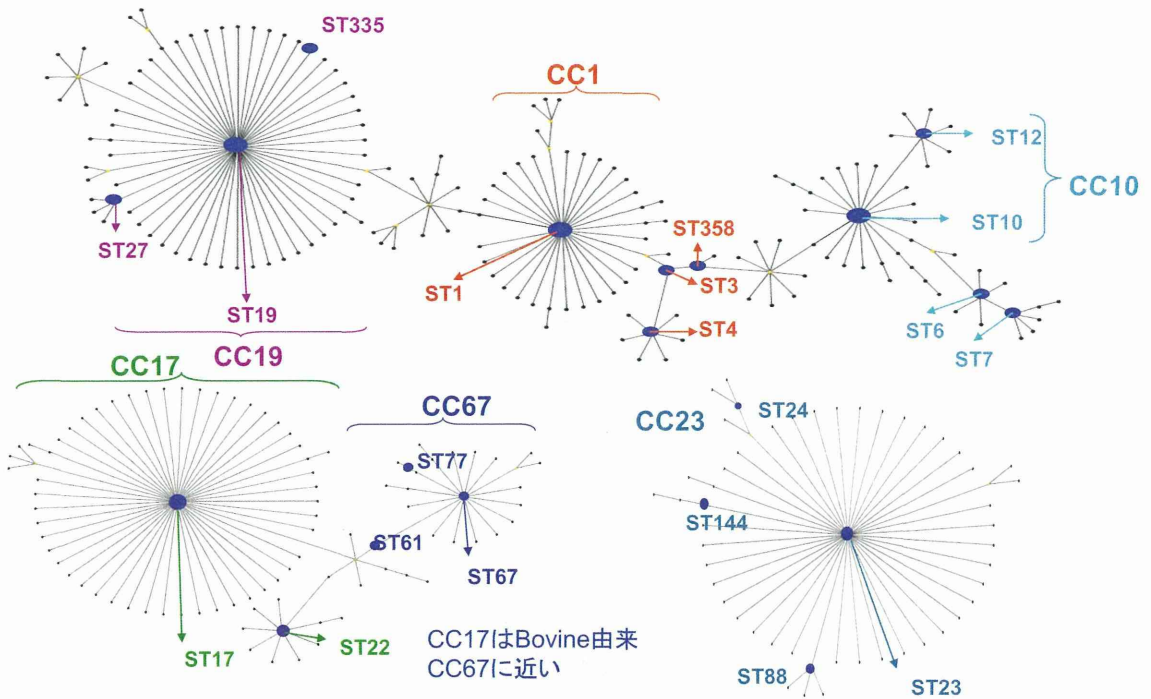 ST335
CC1
ST12
CC10
ST10
ST27
ST358
ST3
ST1
ST19
ST4
ST6
ST7
CC19
CC17
CC67
ST24
CC23
ST77
ST144
ST61
ST67
ST17
ST22
CC17はBovine由来
CC67に近い
ST88
ST23